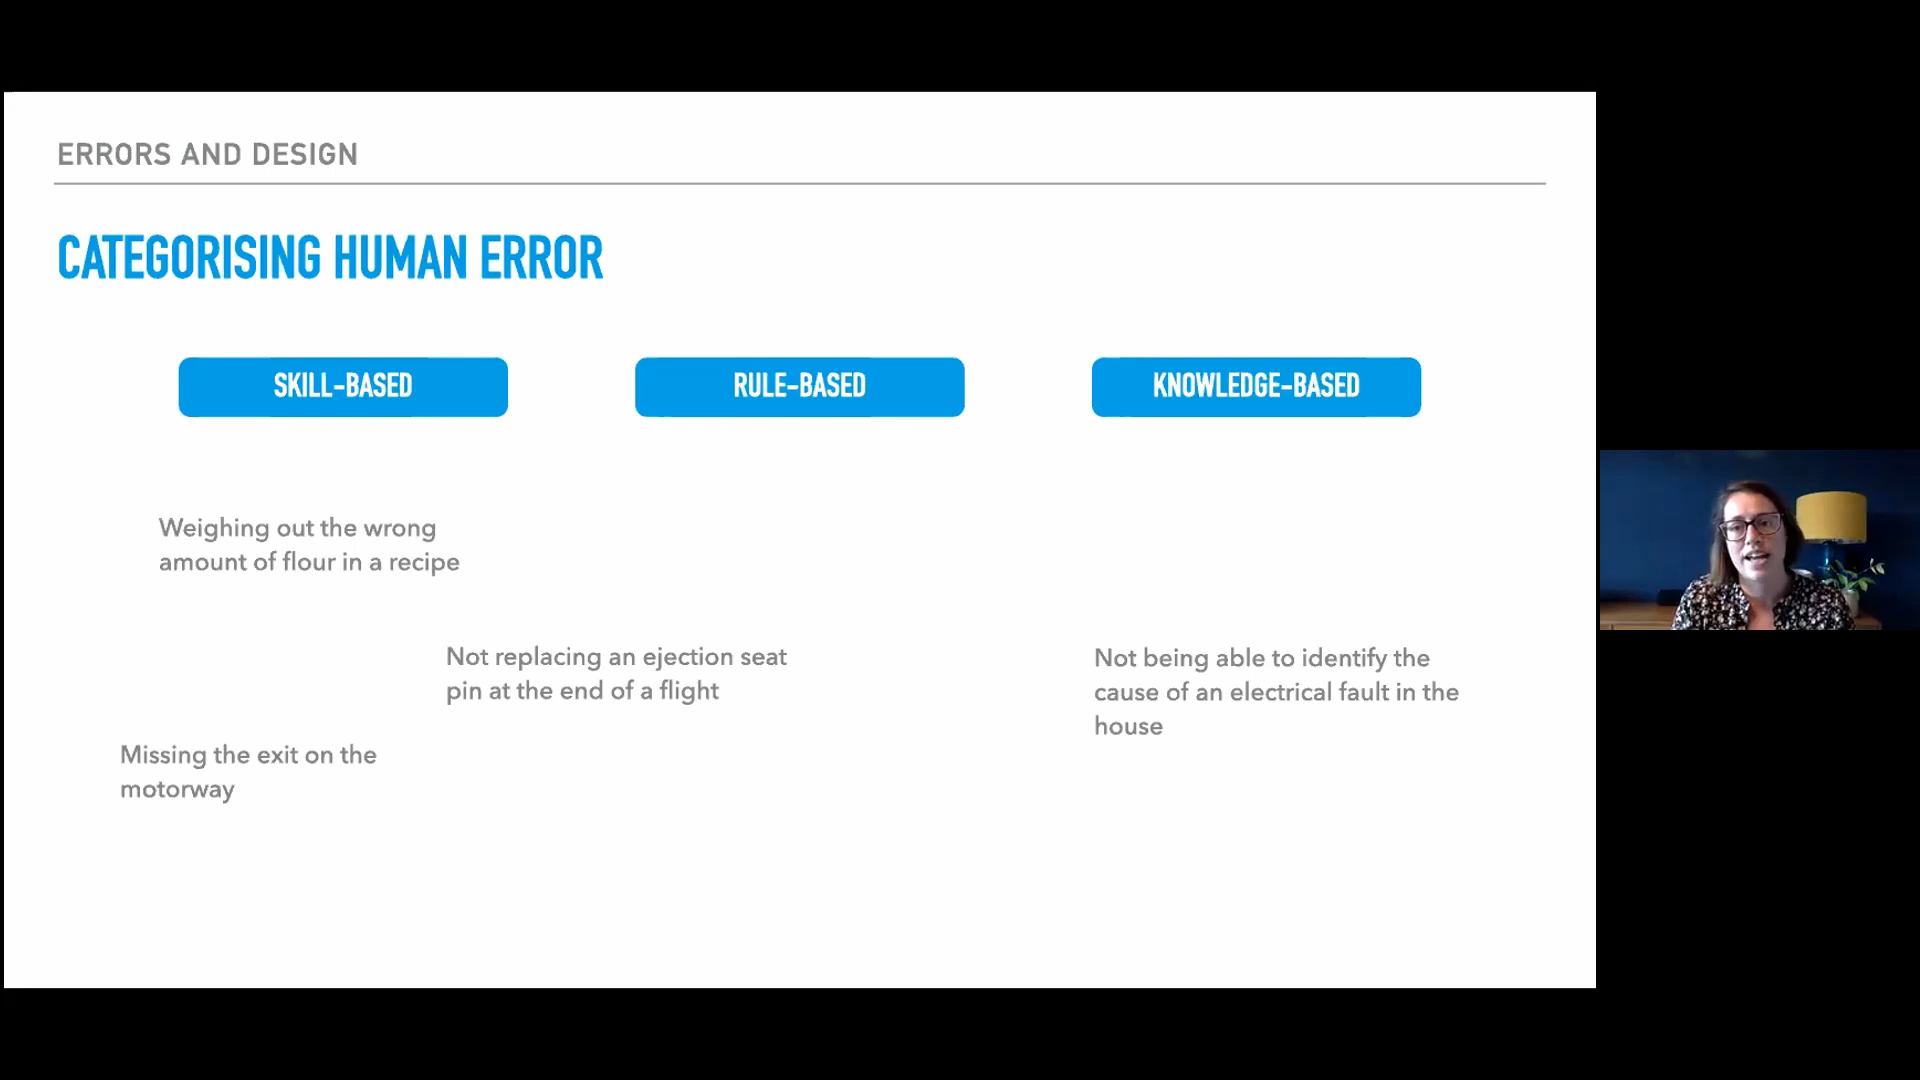 ERRORS AND DESIGN
CATEGORISING HUMAN ERROR
SKILL-BASED
RULE-BASED
KNOWLEDGE-BASED
Weighing out the wrong
amount of flour in a recipe
Not replacing an ejection seat
pin at the end of a flight
Not being able to identify the
cause of an electrical fault in the
house
Missing the exit on the
motorway